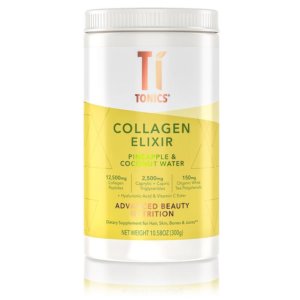 Ti
TONICS®
COLLAGEN
ELIXIR
PINEAPPLE &
COCONUT WATER
12,500mg 2,500mg 150mg
Collagen Caprylic + Capric Organic White
Peptides Triglycerides Tea Polyphenols
+ Hyaluronic Acid & Vitamin C Ester
ADVANCED BEAUTY
NUTRITION
Dietary Supplement for Hair, Skin, Bones & Joints
NET WEIGHT 10.58OZ (300g)